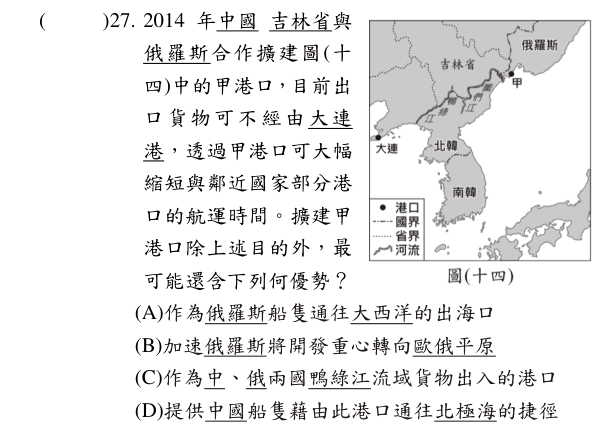 (　　)27. 2014 年中國 吉林省與
俄羅斯合作擴建圖(十
四)中的甲港口，目前出
口貨物可不經由大連
港，透過甲港口可大幅
縮短與鄰近國家部分港
口的航運時間。擴建甲
港口除上述目的外，最
可能還含下列何優勢？
(A)作為俄羅斯船隻通往大西洋的出海口
(B)加速俄羅斯將開發重心轉向歐俄平原
(C)作為中、俄兩國鴨綠江流域貨物出入的港口
(D)提供中國船隻藉由此港口通往北極海的捷徑
俄羅斯
吉林省
甲
圖們江
鴨綠江
大連
北韓
南韓
港口
國界
省界
河流
圖(十四)